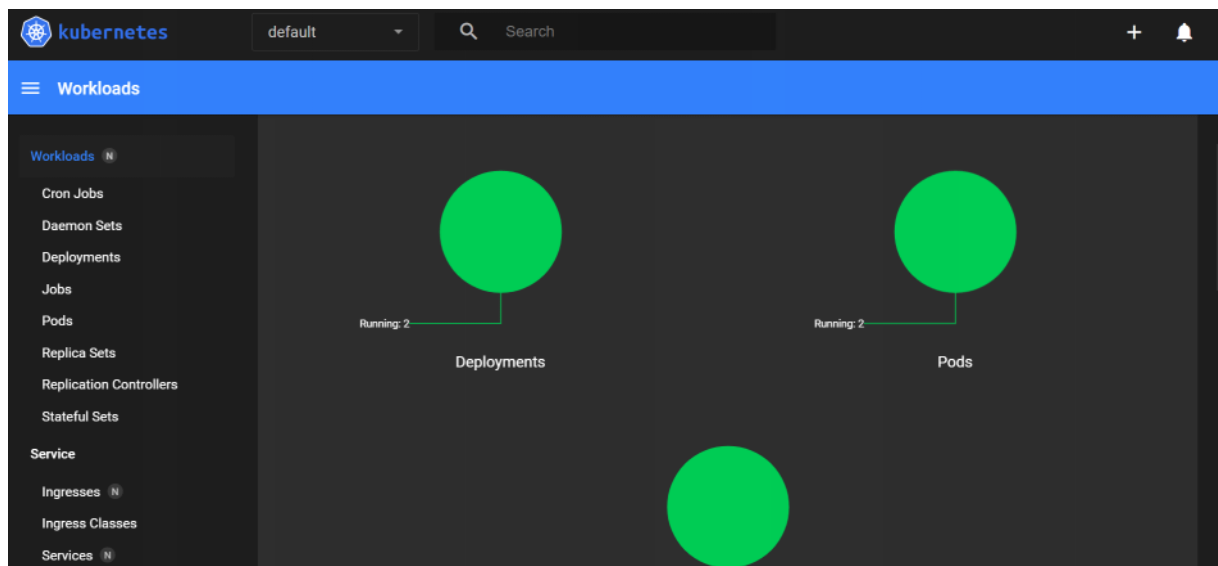 kubernetes
default
Search
Workloads
Workloads N
Cron Jobs
Daemon Sets
Deployments
Jobs
Pods
Replica Sets
Replication Controllers
Stateful Sets
Service
Ingresses N
Ingress Classes
Services N
Running: 2
Deployments
Running: 2
Pods